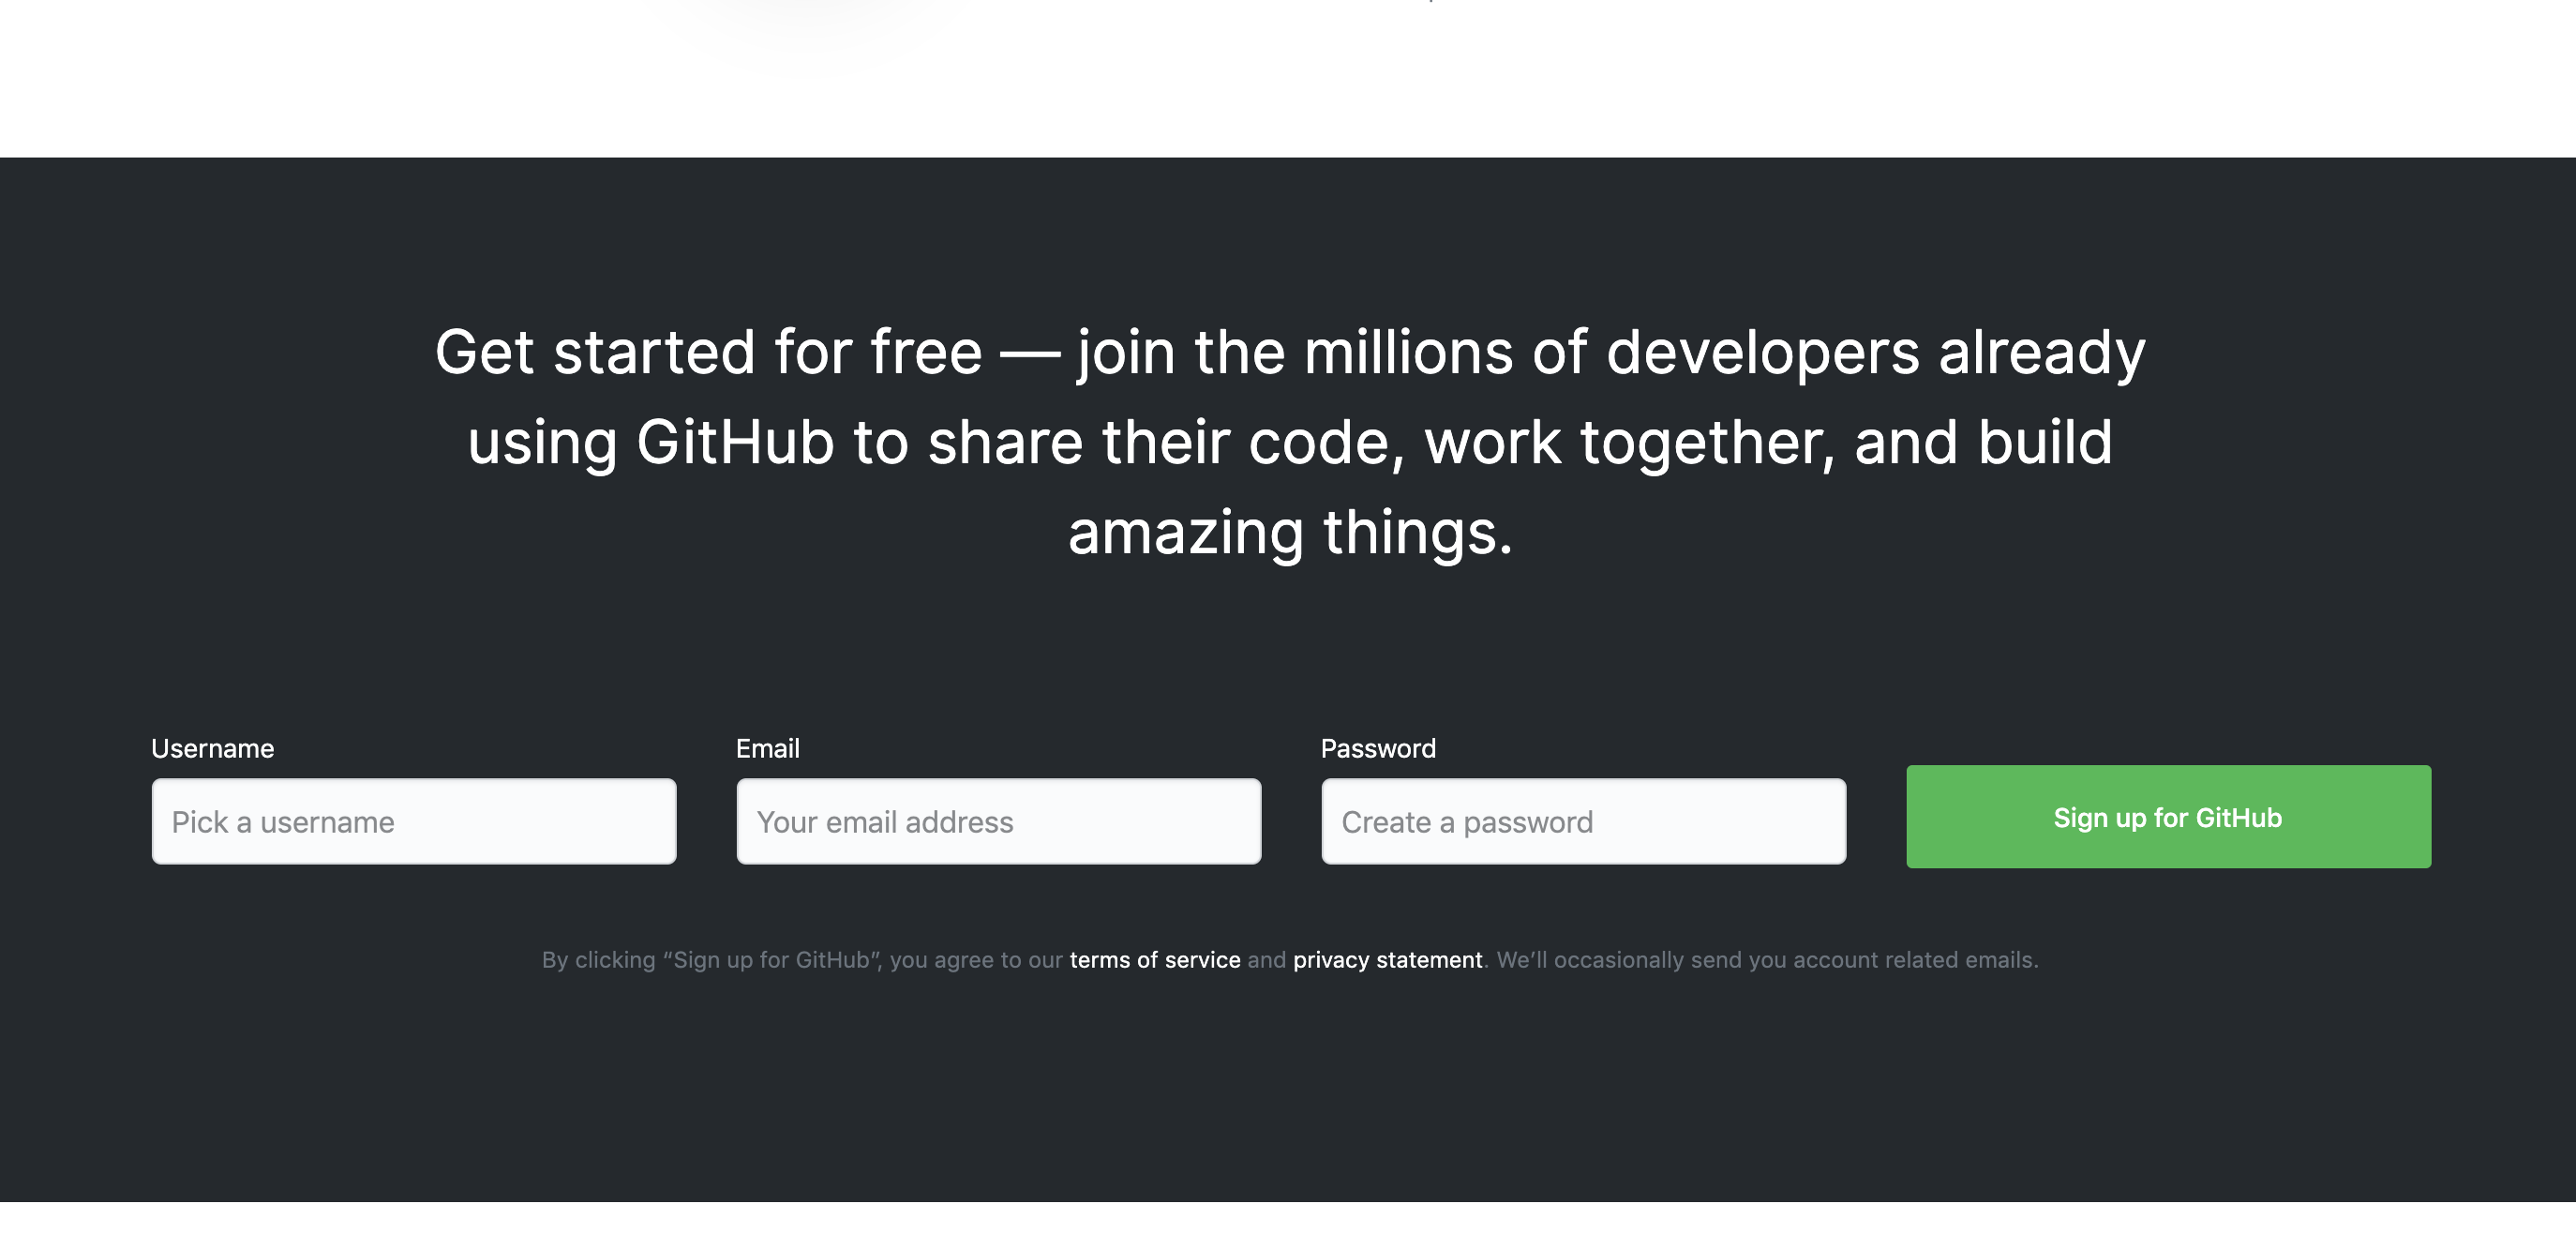 Get started for free — join the millions of developers already
using GitHub to share their code, work together, and build
amazing things.
Username
Email
Password
Pick a username
Your email address
Create a password
Sign up for GitHub
By clicking “Sign up for GitHub”, you agree to our terms of service and privacy statement. We’ll occasionally send you account related emails.